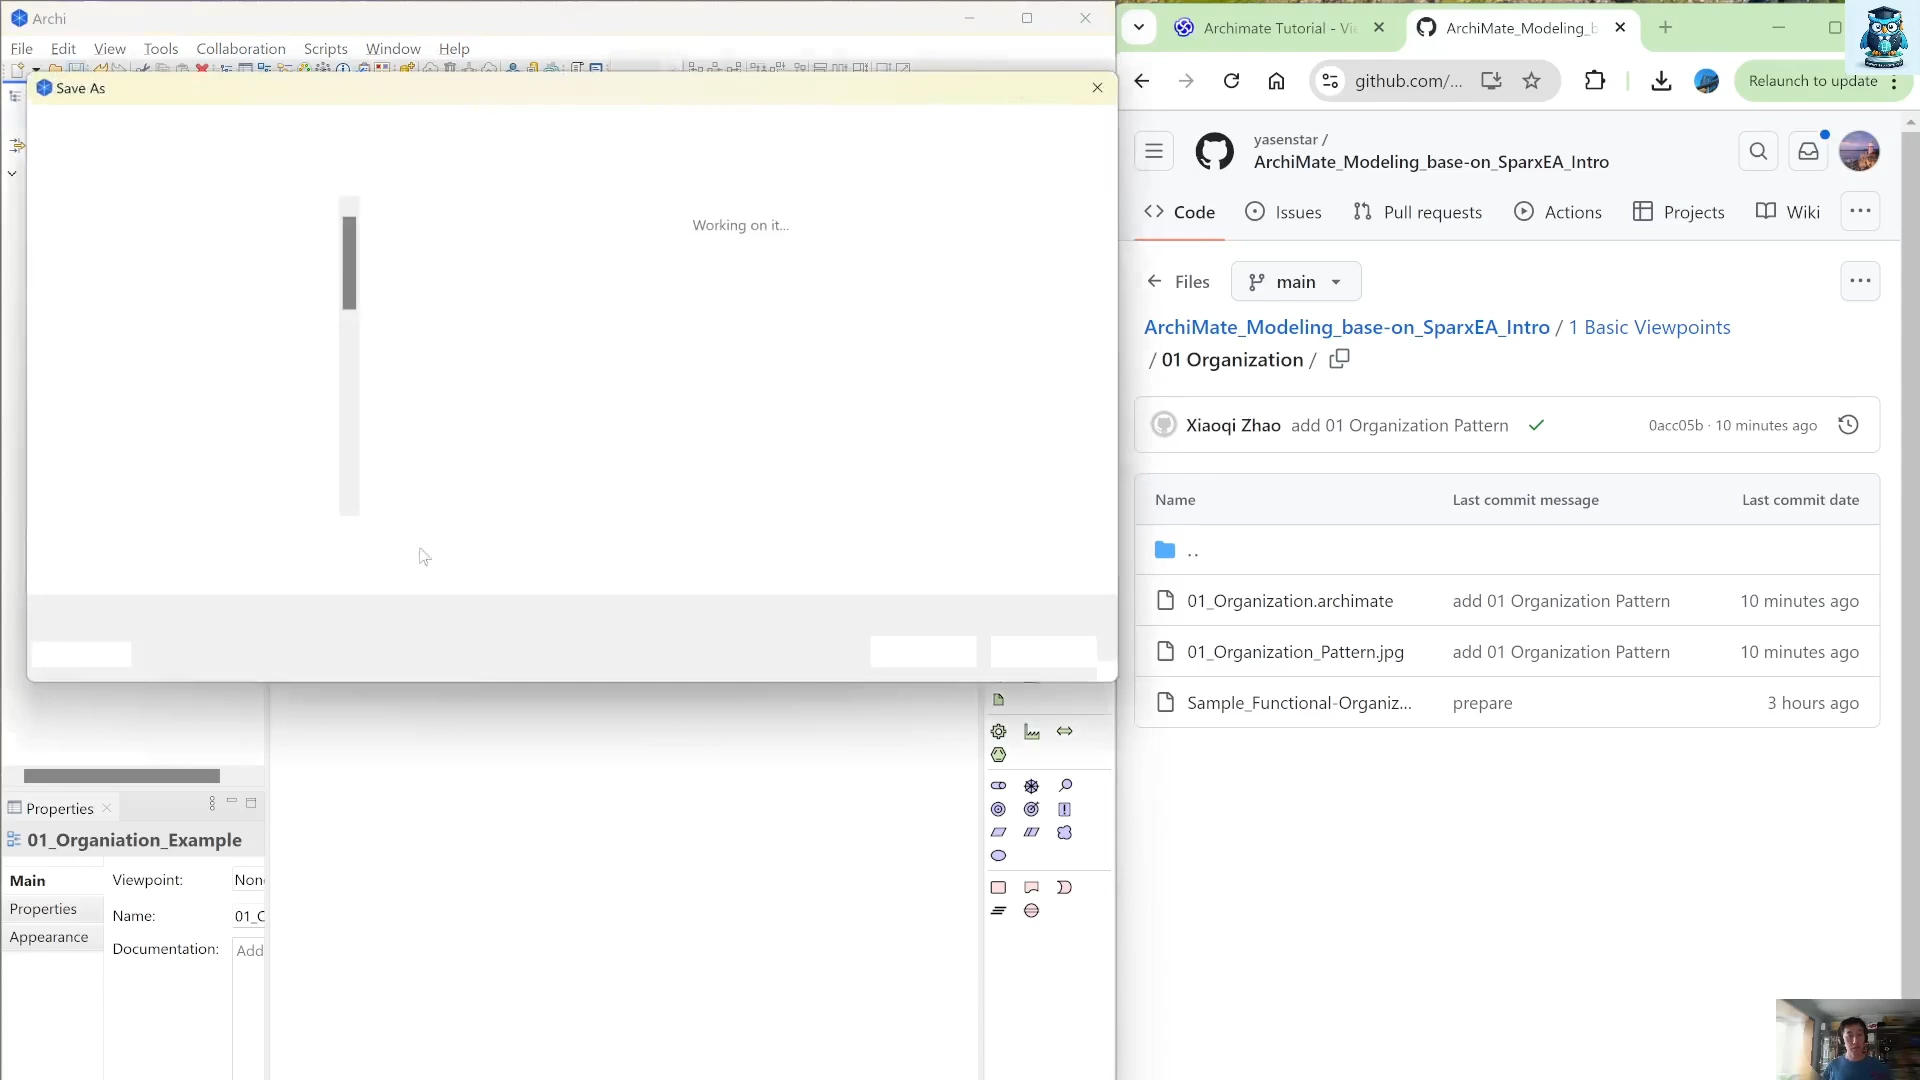 Archi
File Edit View Tools Collaboration Scripts Window Help
Save As
Working on it...
Properties
01_Organiation_Example
Main
Properties
Appearance
Viewpoint:
Non
Name:
01_C
Documentation:
Add
Archimate Tutorial - Vie
ArchiMate_Modeling_b
github.com/...
Relaunch to update
yasenstar /
ArchiMate_Modeling_base-on_SparxEA_Intro
Code Issues Pull requests Actions Projects Wiki
Files
main
ArchiMate_Modeling_base-on_SparxEA_Intro / 1 Basic Viewpoints
/ 01 Organization /
Xiaoqi Zhao add 01 Organization Pattern
0acc05b · 10 minutes ago
Name Last commit message Last commit date
..
01_Organization.archimate add 01 Organization Pattern 10 minutes ago
01_Organization_Pattern.jpg add 01 Organization Pattern 10 minutes ago
Sample_Functional-Organiz... prepare 3 hours ago